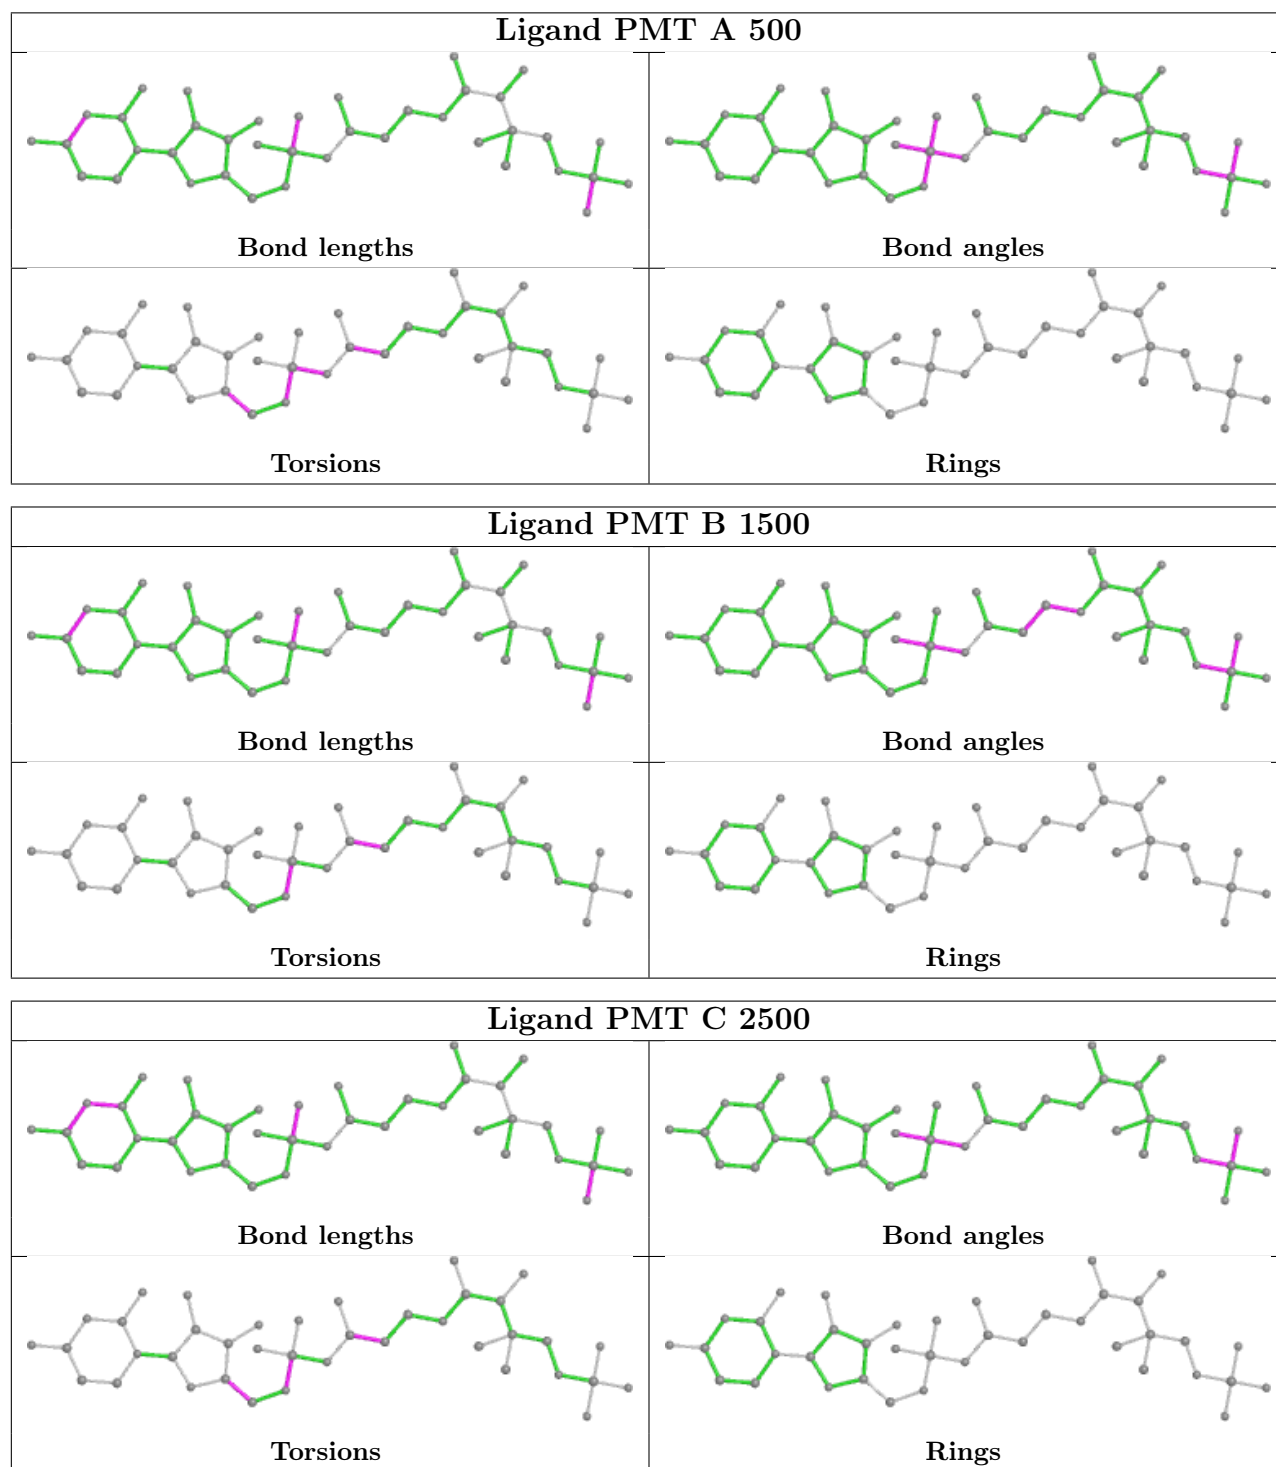 Ligand PMT A 500
Bond lengths
Bond angles
Torsions
Rings
Ligand PMT B 1500
Bond lengths
Bond angles
Torsions
Rings
Ligand PMT C 2500
Bond lengths
Bond angles
Torsions
Rings